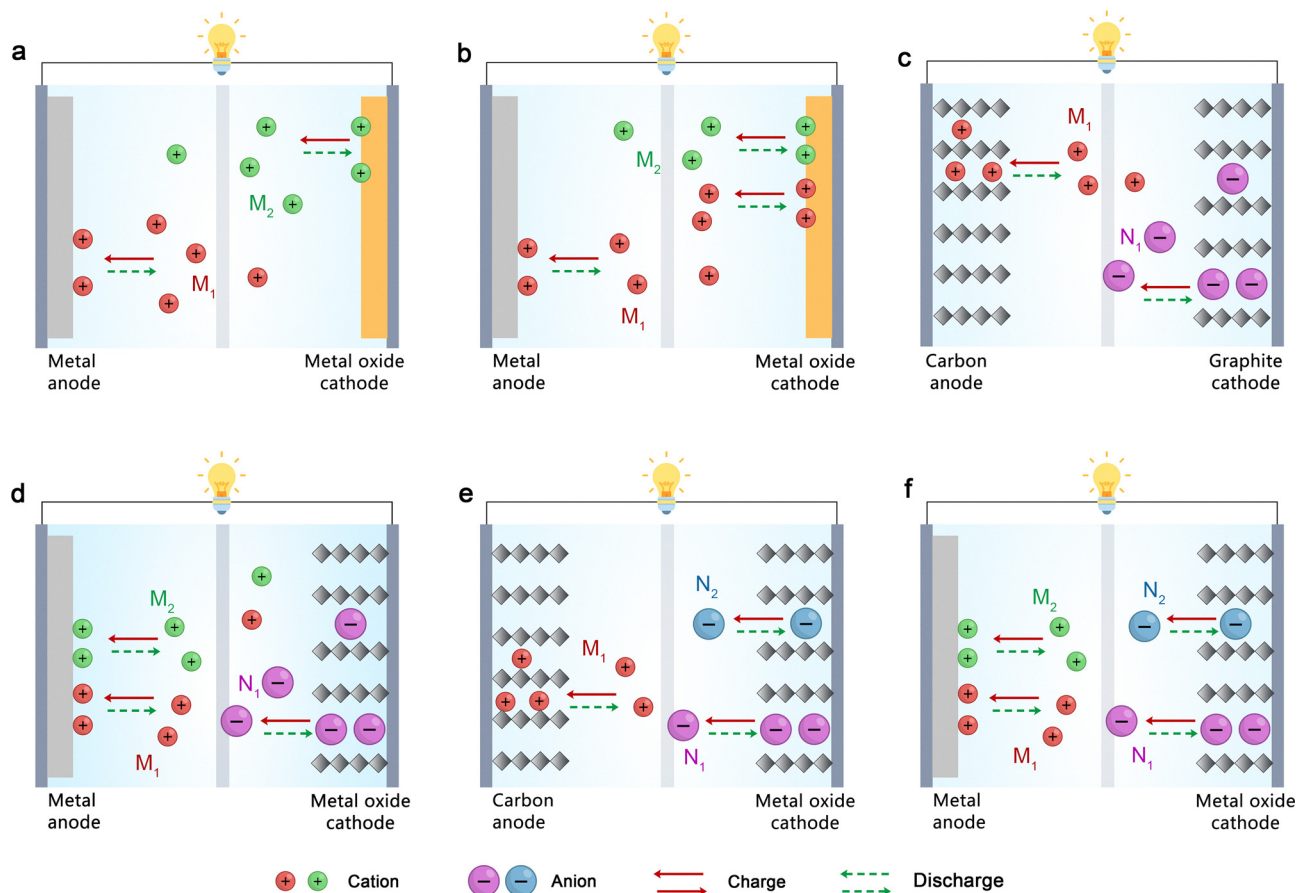 a
M₂
M₁
Metal
anode
Metal oxide
cathode
b
M₂
M₁
Metal
anode
Metal oxide
cathode
c
M₁
N₁
Carbon
anode
Graphite
cathode
d
M₂
N₁
M₁
Metal
anode
Metal oxide
cathode
e
N₂
M₁
N₁
Carbon
anode
Metal oxide
cathode
f
M₂
N₂
M₁
N₁
Metal
anode
Metal oxide
cathode
Cation
Anion
Charge
Discharge